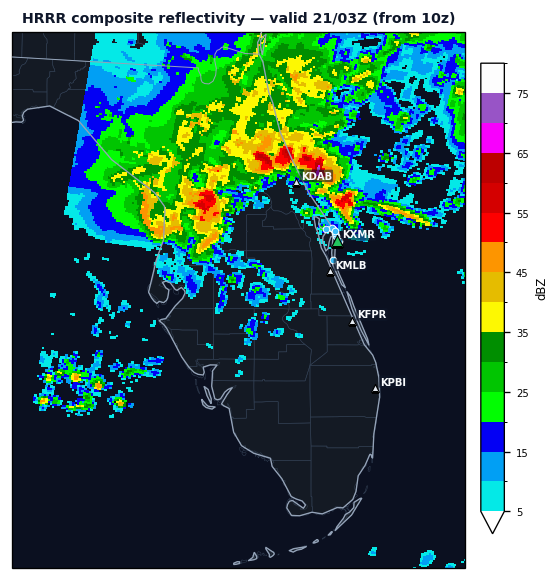 HRRR composite reflectivity — valid 21/03Z (from 10z)
KDAB
KXMR
KMLB
KFPR
KPBI
75
65
55
45
35
25
15
5
dBZ